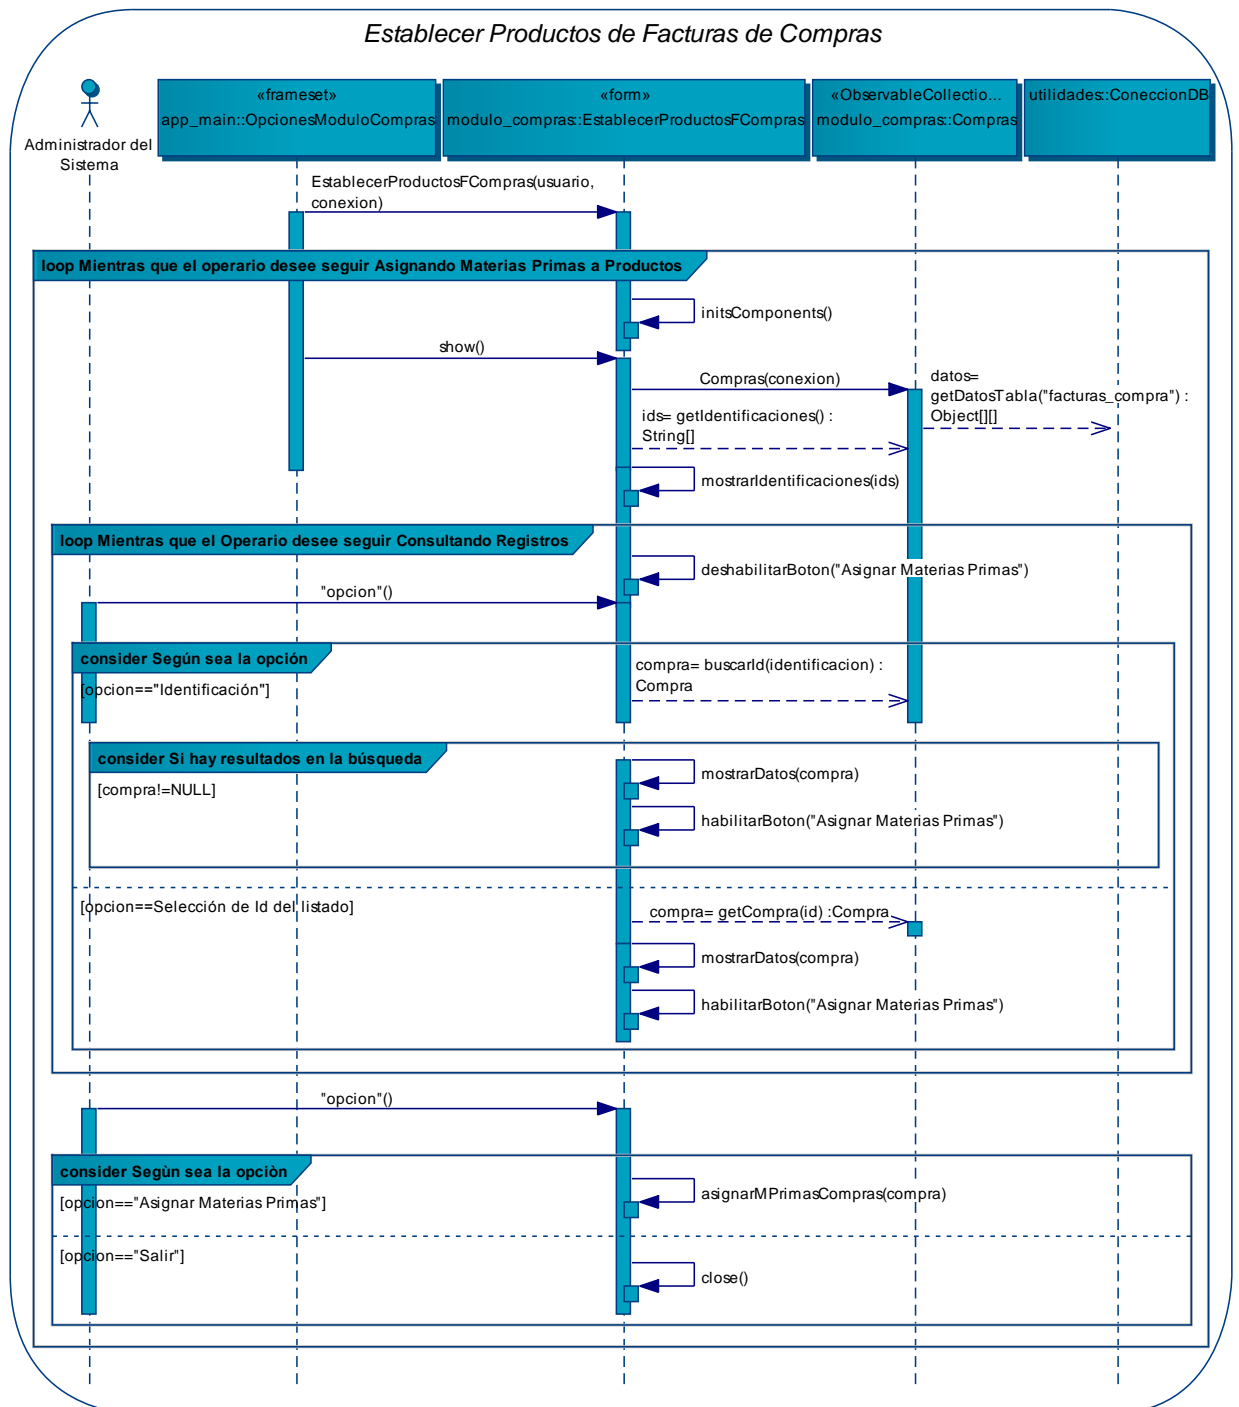 Establecer Productos de Facturas de Compras
«frameset»
app_main::OpcionesModuloCompras
«form»
modulo_compras::EstablecerProductosFCompras
«ObservableCollectio...
modulo_compras::Compras
utilidades::ConeccionDB
Administrador del
Sistema
EstablecerProductosFCompras(usuario,
conexion)
loop Mientras que el operario desee seguir Asignando Materias Primas a Productos
initsComponents()
show()
Compras(conexion)
datos=
getDatosTabla("facturas_compra") :
Object[][]
ids= getIdentificaciones() :
String[]
mostrarIdentificaciones(ids)
loop Mientras que el Operario desee seguir Consultando Registros
deshabilitarBoton("Asignar Materias Primas")
"opcion"()
consider Según sea la opción
[opcion=="Identificación"]
compra= buscarId(identificacion) :
Compra
consider Si hay resultados en la búsqueda
[compra!=NULL]
mostrarDatos(compra)
habilitarBoton("Asignar Materias Primas")
[opcion==Selección de Id del listado]
compra= getCompra(id) :Compra
mostrarDatos(compra)
habilitarBoton("Asignar Materias Primas")
"opcion"()
consider Segùn sea la opciòn
[opcion=="Asignar Materias Primas"]
asignarMPrimasCompras(compra)
[opcion=="Salir"]
close()